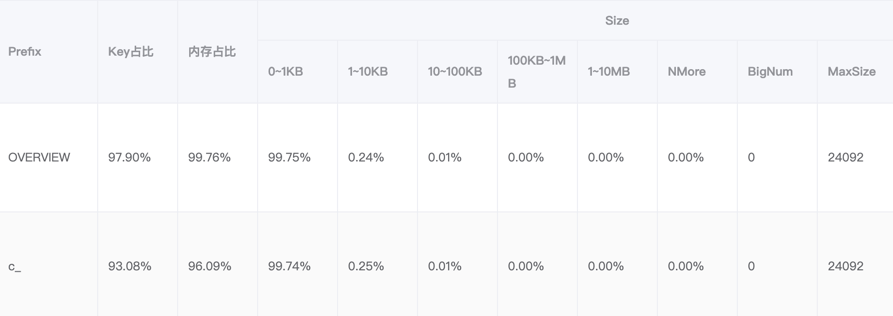 Size
Prefix Key占比 内存占比 0~1KB 1~10KB 10~100KB 100KB~1M
B 1~10MB NMore BigNum MaxSize
OVERVIEW 97.90% 99.76% 99.75% 0.24% 0.01% 0.00% 0.00% 0.00% 0 24092
c_ 93.08% 96.09% 99.74% 0.25% 0.01% 0.00% 0.00% 0.00% 0 24092